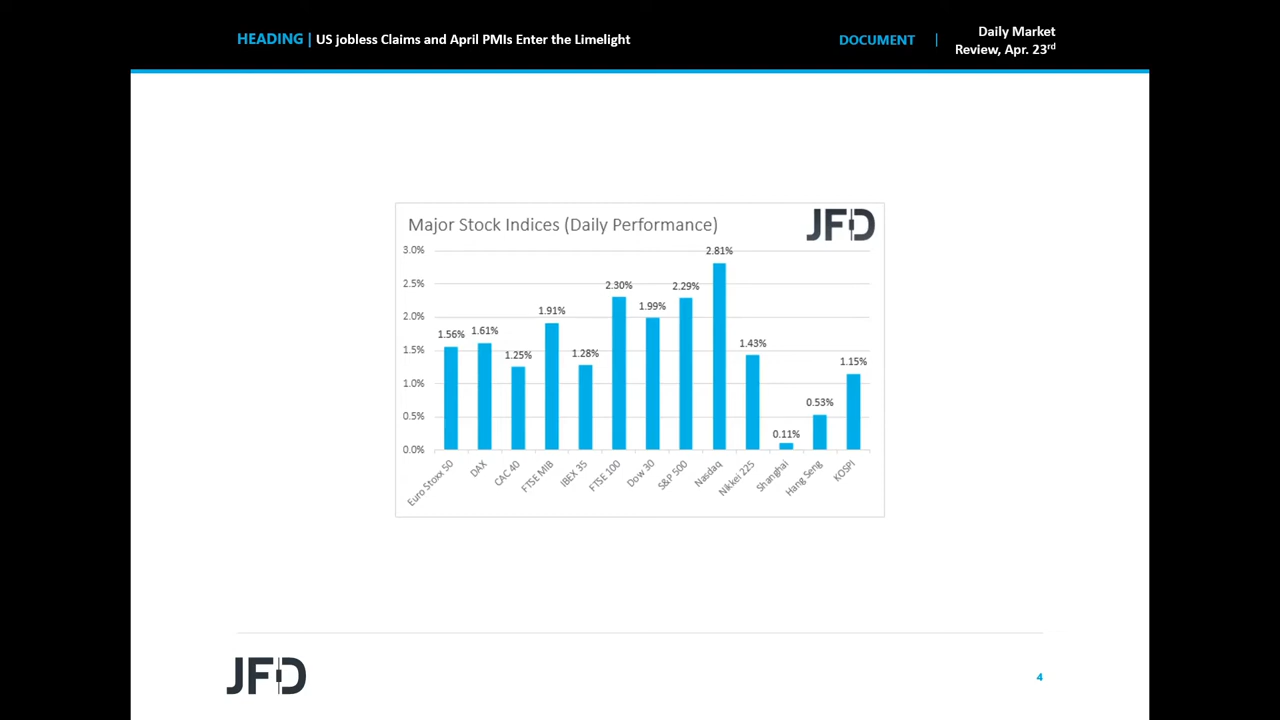 HEADING | US jobless Claims and April PMIs Enter the Limelight
DOCUMENT | Daily Market
Review, Apr. 23rd
Major Stock Indices (Daily Performance)
JFD
3.0%
2.5%
2.0%
1.5%
1.0%
0.5%
0.0%
1.56%
1.61%
1.25%
1.91%
1.28%
2.30%
1.99%
2.29%
2.81%
1.43%
0.11%
0.53%
1.15%
Euro Stoxx 50
DAX
CAC 40
FTSE MIB
IBEX 35
FTSE 100
Dow 30
S&P 500
Nasdaq
Nikkei 225
Shanghai
Hang Seng
KOSPI
JFD
4